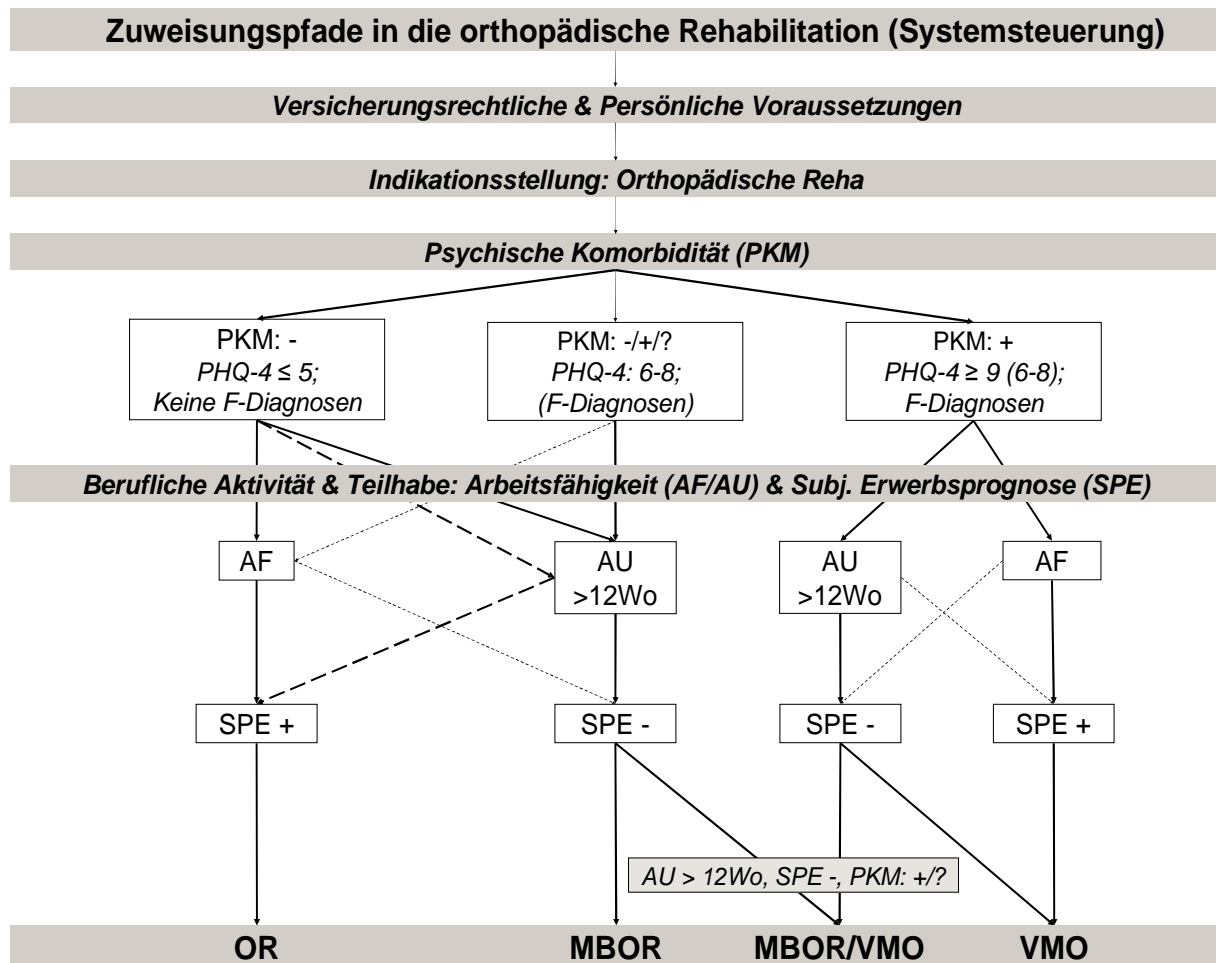 Zuweisungspfade in die orthopädische Rehabilitation (Systemsteuerung)
Versicherungsrechtliche & Persönliche Voraussetzungen
Indikationsstellung: Orthopädische Reha
Psychische Komorbidität (PKM)
PKM: -
PHQ-4 ≤ 5;
Keine F-Diagnosen
PKM: -/+/?
PHQ-4: 6-8;
(F-Diagnosen)
PKM: +
PHQ-4 ≥ 9 (6-8);
F-Diagnosen
Berufliche Aktivität & Teilhabe: Arbeitsfähigkeit (AF/AU) & Subj. Erwerbsprognose (SPE)
AF
AU
>12Wo
AU
>12Wo
AF
SPE +
SPE -
SPE -
SPE +
AU > 12Wo, SPE -, PKM: +/?
OR
MBOR
MBOR/VMO
VMO